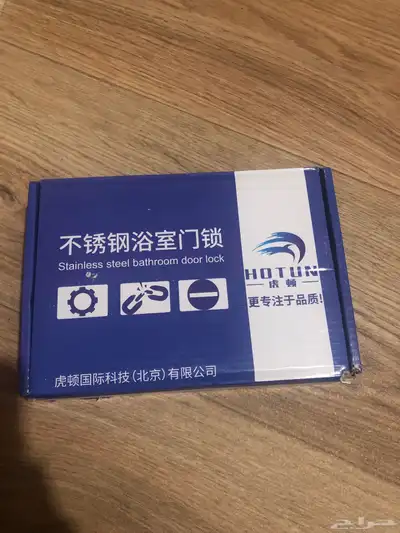 不锈钢浴室门锁
Stainless steel bathroom door lock
虎顿国际科技(北京)有限公司
HOTUN
虎顿
更专注于品质!
حراج